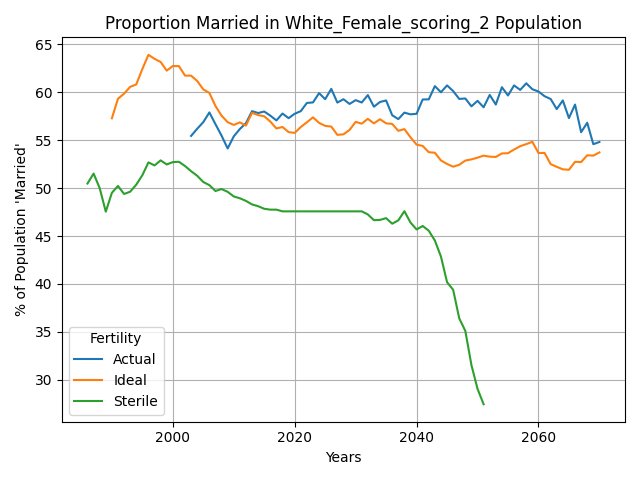 Proportion Married in White_Female_scoring_2 Population
% of Population 'Married'
65
60
55
50
45
40
35
30
Fertility
Actual
Ideal
Sterile
2000 2020 2040 2060
Years